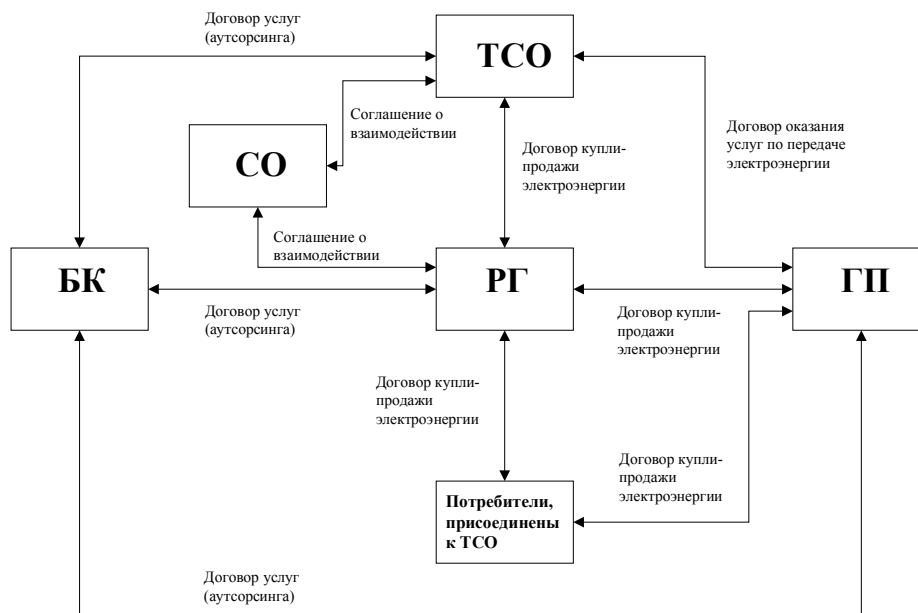 Договор услуг
(аутсорсинга)
ТСО
Соглашение о
взаимодействии
Договор оказания
услуг по передаче
электроэнергии
СО
Договор купли-
продажи
электроэнергии
Соглашение о
взаимодействии
БК
РГ
ГП
Договор услуг
(аутсорсинга)
Договор купли-
продажи
электроэнергии
Договор купли-
продажи
электроэнергии
Договор купли-
продажи
электроэнергии
Потребители,
присоединены
к ТСО
Договор услуг
(аутсорсинга)